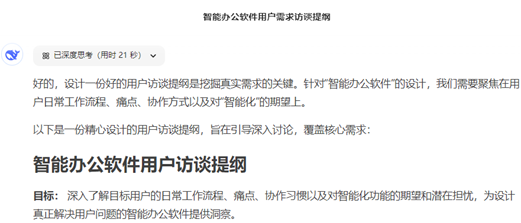 智能办公软件用户需求访谈提纲
已深度思考（用时 21 秒）
好的，设计一份好的用户访谈提纲是挖掘真实需求的关键。针对“智能办公软件”的设计，我们需要聚焦在用
户日常工作流程、痛点、协作方式以及对“智能化”的期望上。
以下是一份精心设计的用户访谈提纲，旨在引导深入讨论，覆盖核心需求：
智能办公软件用户访谈提纲
目标： 深入了解目标用户的日常工作流程、痛点、协作习惯以及对智能化功能的期望和潜在担忧，为设计
真正解决用户问题的智能办公软件提供洞察。